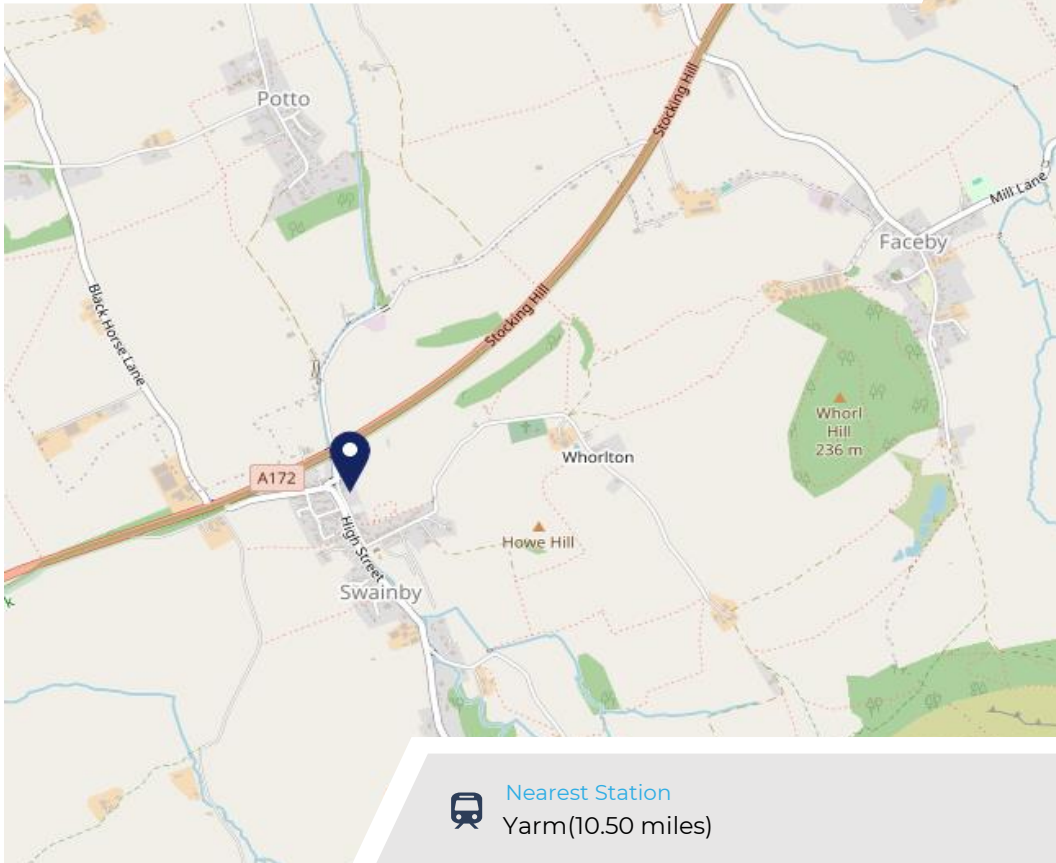 Potto
Stocking Hill
Mill Lane
Faceby
Black Horse Lane
Stocking Hill
Whorl
Hill
236 m
Whorlton
A172
High Street
Howe Hill
Swainby
k
Nearest Station
Yarm(10.50 miles)